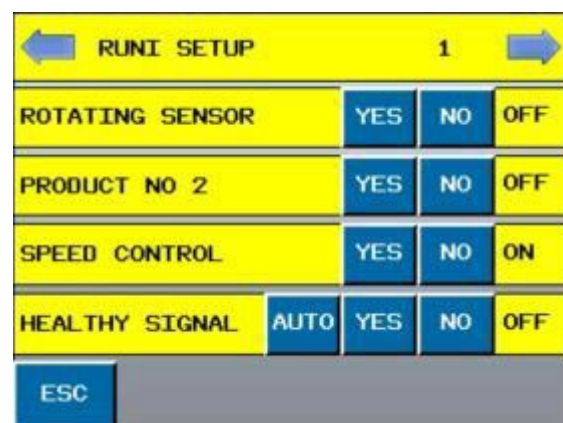 RUNI SETUP 1
ROTATING SENSOR YES NO OFF
PRODUCT NO 2 YES NO OFF
SPEED CONTROL YES NO ON
HEALTHY SIGNAL AUTO YES NO OFF
ESC